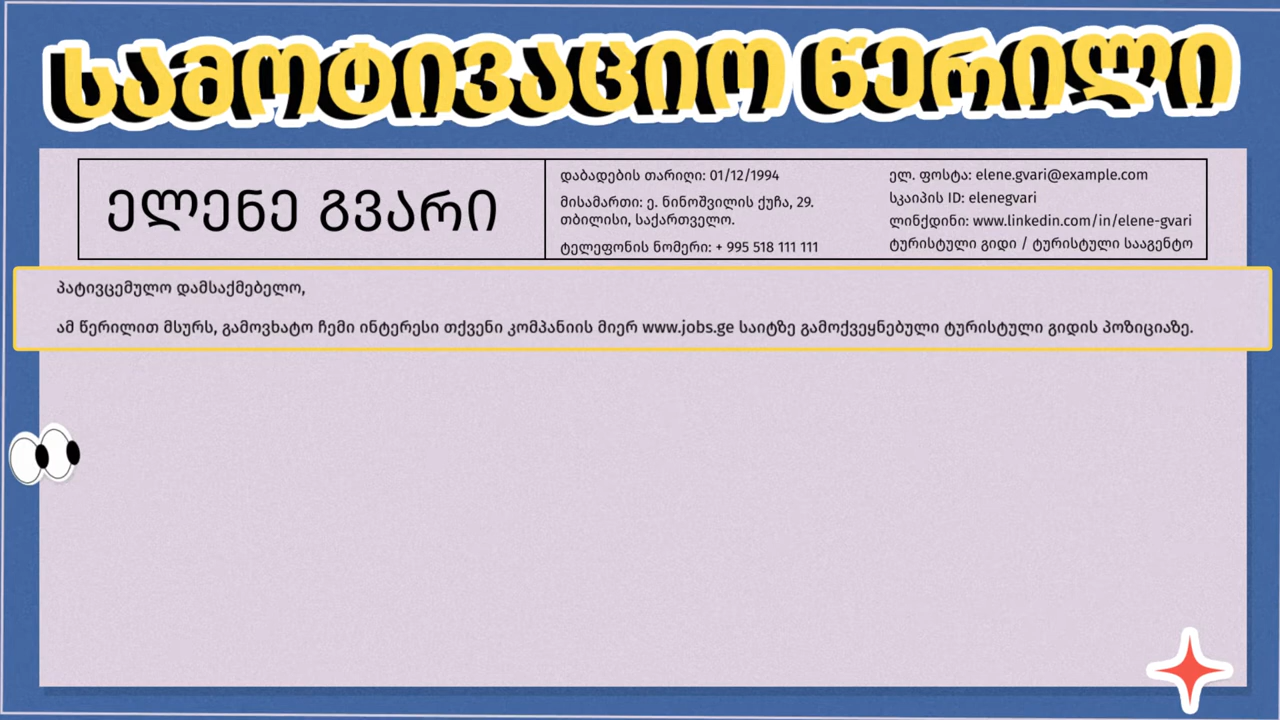 სამოტივაციო წერილი
ელენე გვარი
დაბადების თარიღი: 01/12/1994
მისამართი: ე. ნინოშვილის ქუჩა, 29.
თბილისი, საქართველო.
ტელეფონის ნომერი: + 995 518 111 111
ელ. ფოსტა: elene.gvari@example.com
სკაიპის ID: elenegvari
ლინქდინი: www.linkedin.com/in/elene-gvari
ტურისტული გიდი / ტურისტული სააგენტო
პატივცემულო დამსაქმებელო,
ამ წერილით მსურს, გამოვხატო ჩემი ინტერესი თქვენი კომპანიის მიერ www.jobs.ge საიტზე გამოქვეყნებული ტურისტული გიდის პოზიციაზე.